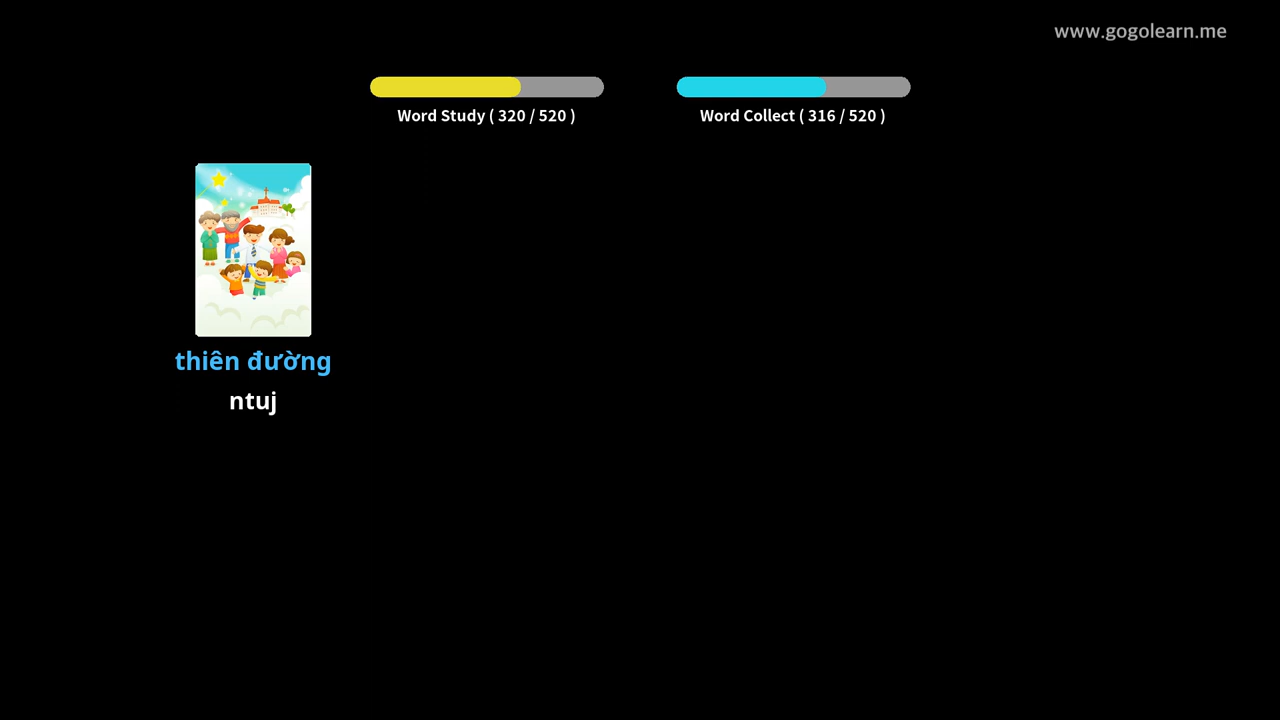 www.gogolearn.me
Word Study ( 320 / 520 )
Word Collect ( 316 / 520 )
thiên đường
ntuj